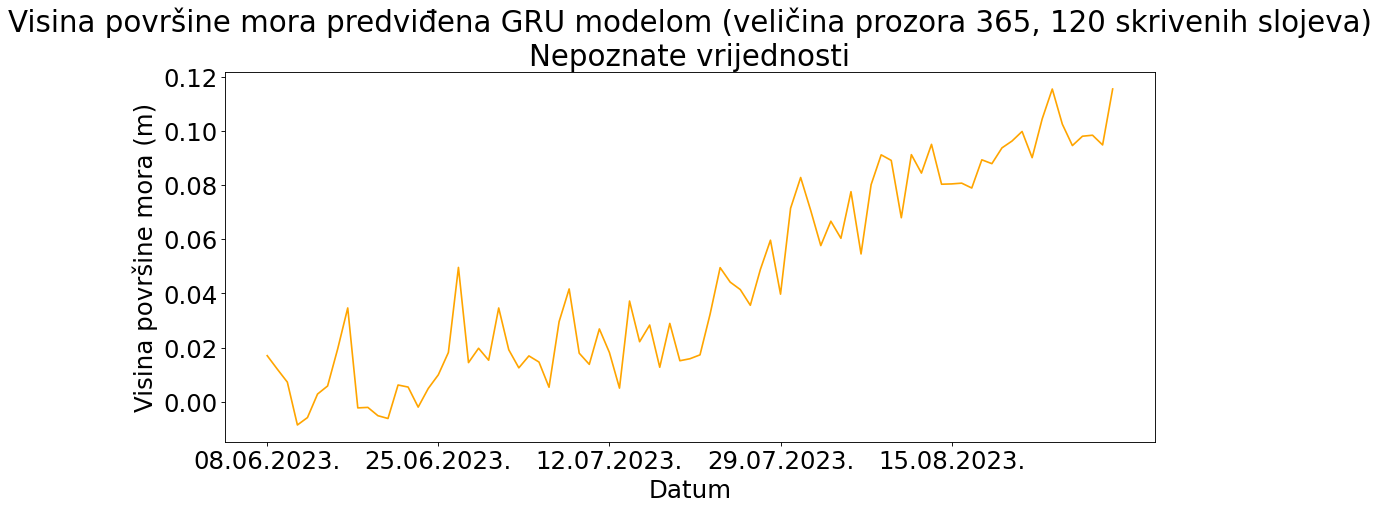 Visina površine mora predviđena GRU modelom (veličina prozora 365, 120 skrivenih slojeva)
Nepoznate vrijednosti
Visina površine mora (m)
0.12
0.10
0.08
0.06
0.04
0.02
0.00
08.06.2023. 25.06.2023. 12.07.2023. 29.07.2023. 15.08.2023.
Datum